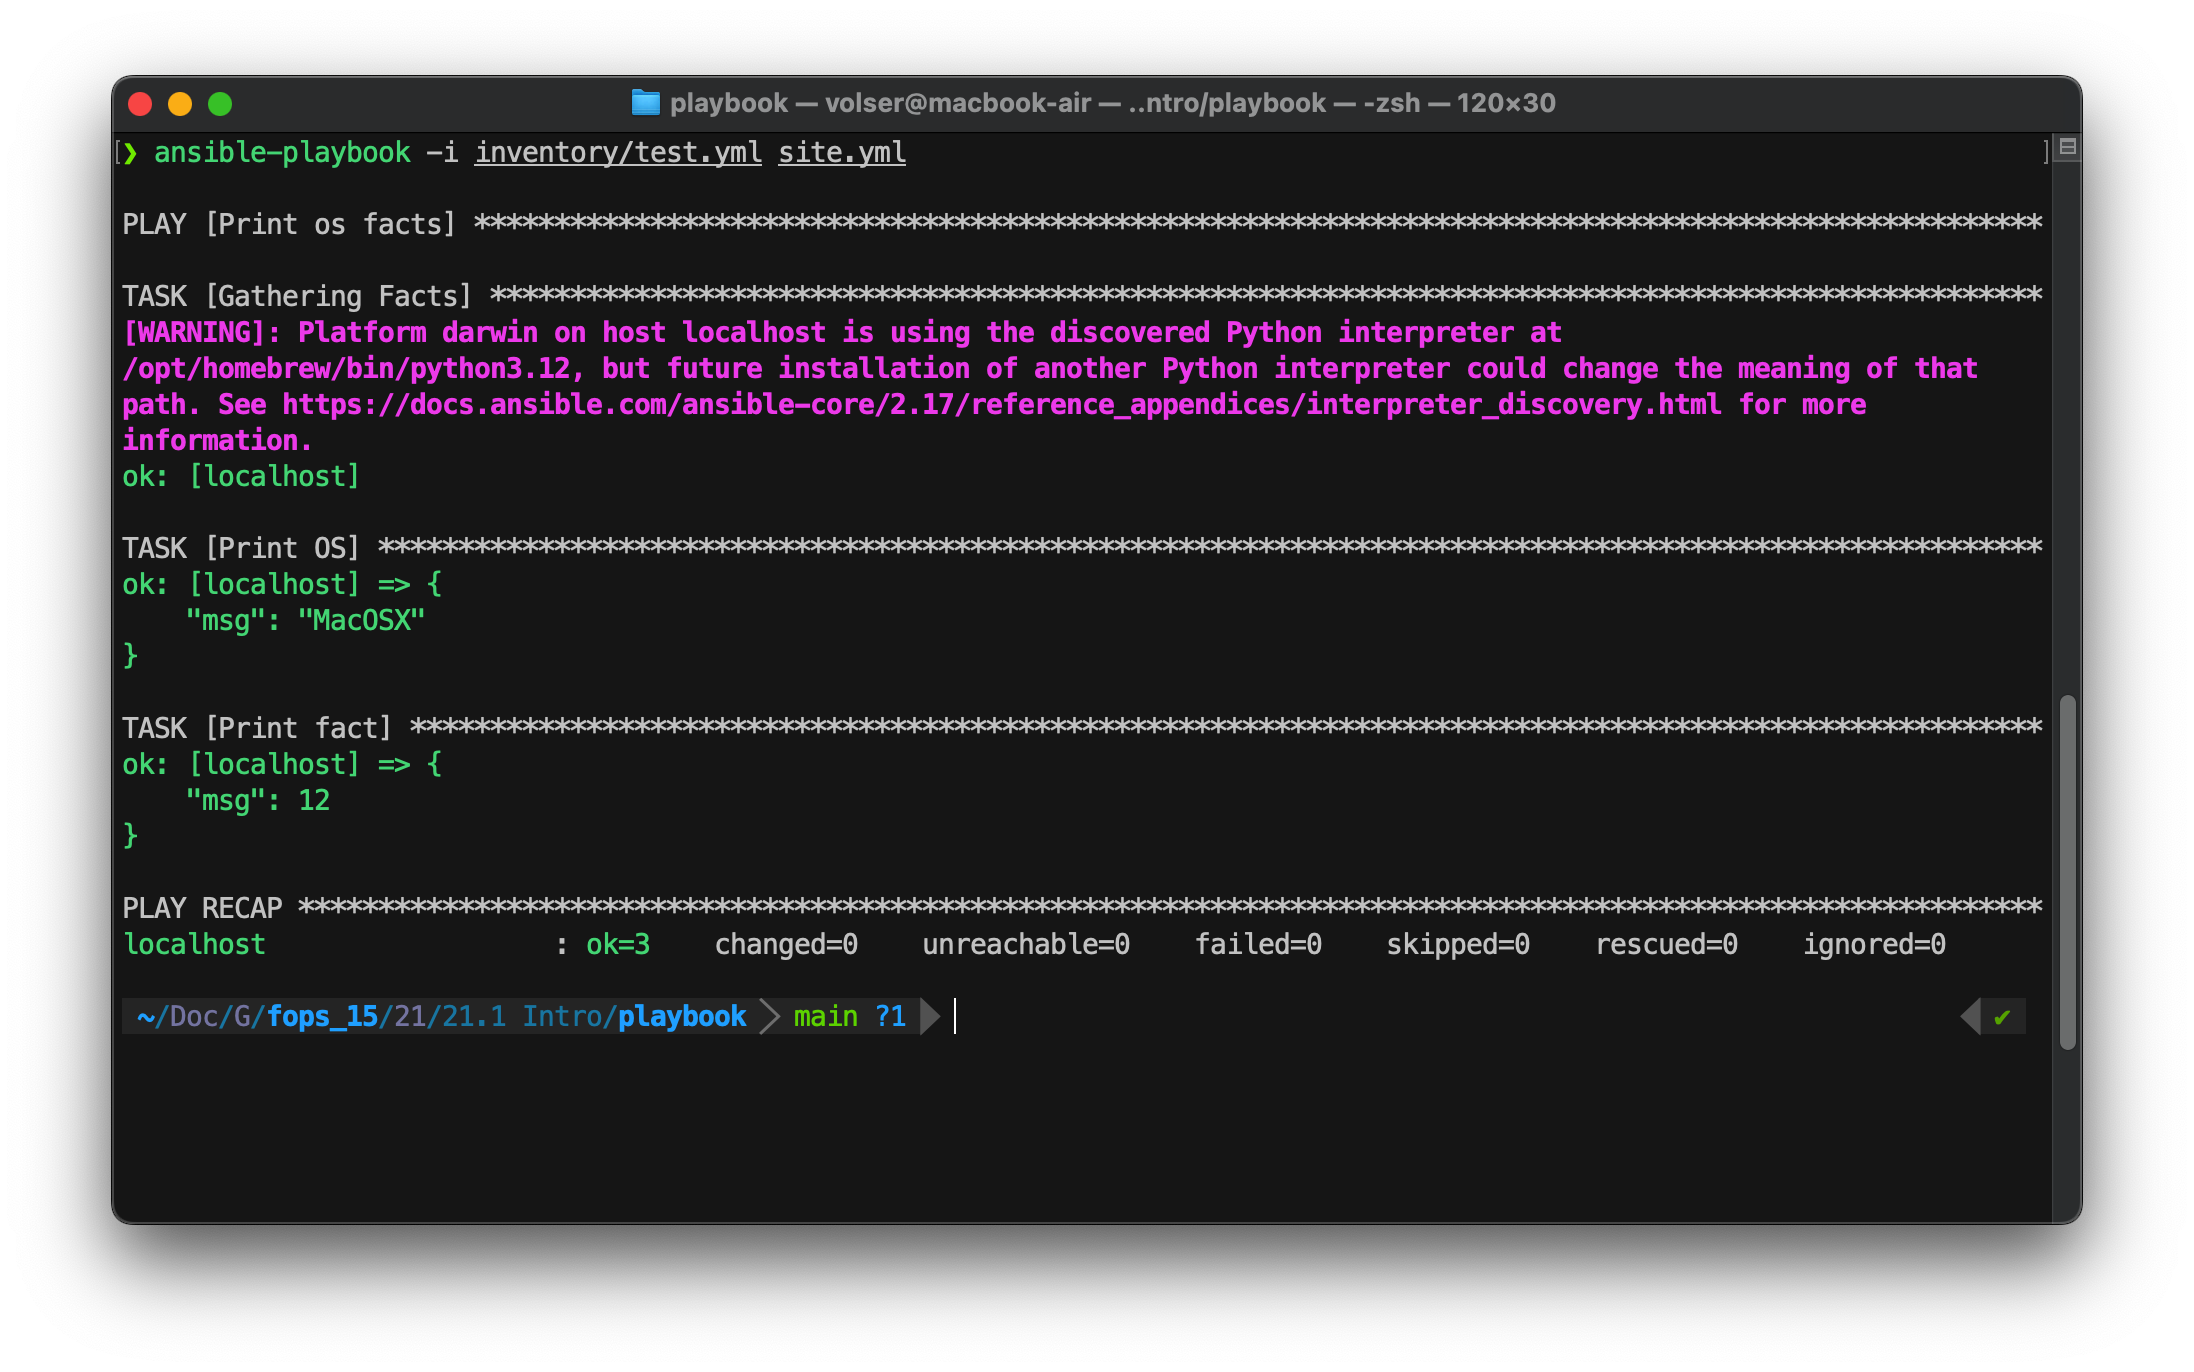 playbook — volser@macbook-air — ..ntro/playbook — -zsh — 120×30
[❯ ansible-playbook -i inventory/test.yml site.yml ]
PLAY [Print os facts] **************************************************************************************************
TASK [Gathering Facts] *************************************************************************************************
[WARNING]: Platform darwin on host localhost is using the discovered Python interpreter at
/opt/homebrew/bin/python3.12, but future installation of another Python interpreter could change the meaning of that
path. See https://docs.ansible.com/ansible-core/2.17/reference_appendices/interpreter_discovery.html for more
information.
ok: [localhost]
TASK [Print OS] ********************************************************************************************************
ok: [localhost] => {
    "msg": "MacOSX"
}
TASK [Print fact] ******************************************************************************************************
ok: [localhost] => {
    "msg": 12
}
PLAY RECAP *************************************************************************************************************
localhost                  : ok=3    changed=0    unreachable=0    failed=0    skipped=0    rescued=0    ignored=0
~/Doc/G/fops_15/21/21.1 Intro/playbook main ?1 ✔